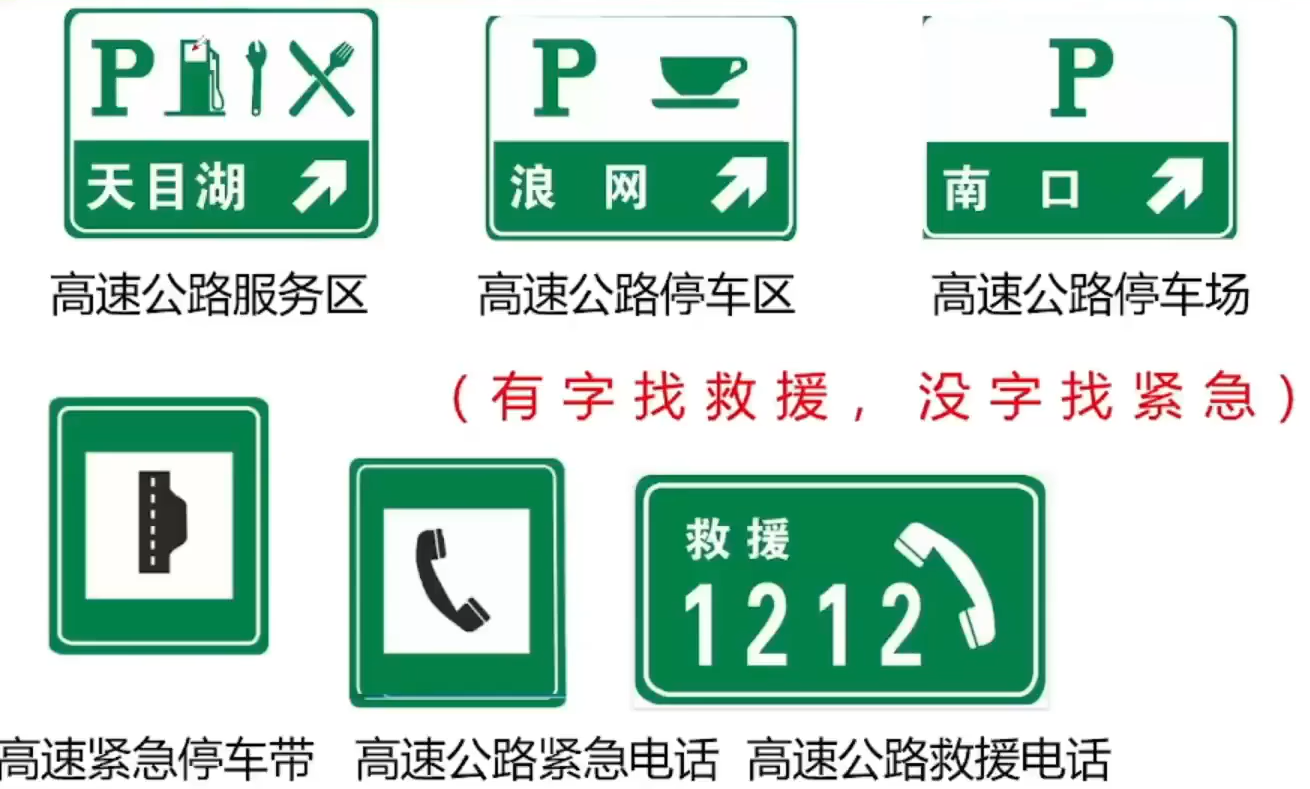 P
天目湖
P
浪网
P
南口
高速公路服务区
高速公路停车区
高速公路停车场
(有字找救援,没字找紧急)
救援
1212
高速紧急停车带
高速公路紧急电话
高速公路救援电话